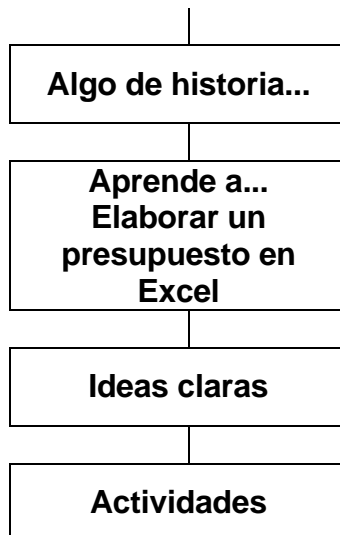 Algo de historia...
Aprende a...
Elaborar un
presupuesto en
Excel
Ideas claras
Actividades